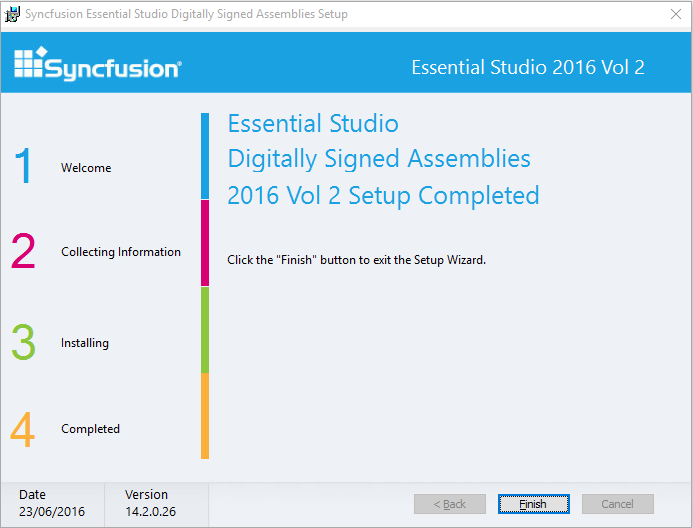 Syncfusion Essential Studio Digitally Signed Assemblies Setup
Syncfusion®
Essential Studio 2016 Vol 2
1 Welcome
2 Collecting Information
3 Installing
4 Completed
Essential Studio
Digitally Signed Assemblies
2016 Vol 2 Setup Completed
Click the "Finish" button to exit the Setup Wizard.
Date
23/06/2016
Version
14.2.0.26
< Back
Finish
Cancel